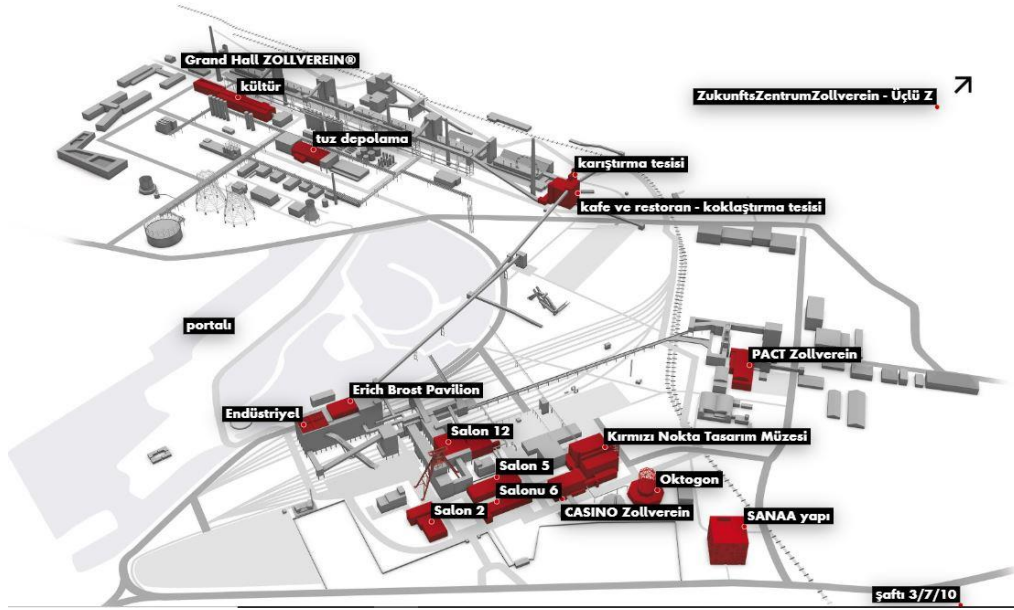 Grand Hall ZOLLVEREIN®
kültür
ZukunftsZentrumZollverein - Üçlü Z
tuz depolama
karıştırma tesisi
kafe ve restoran - koklaştırma tesisi
portalı
PACT Zollverein
Erich Brost Pavilion
Endüstriyel
Salon 12
Kırmızı Nokta Tasarım Müzesi
Salon 5
Oktogon
Salonu 6
Salon 2
CASINO Zollverein
SANAA yapı
şaftı 3/7/10